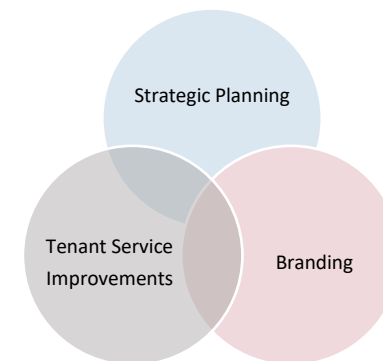 Strategic Planning
Tenant Service
Improvements
Branding